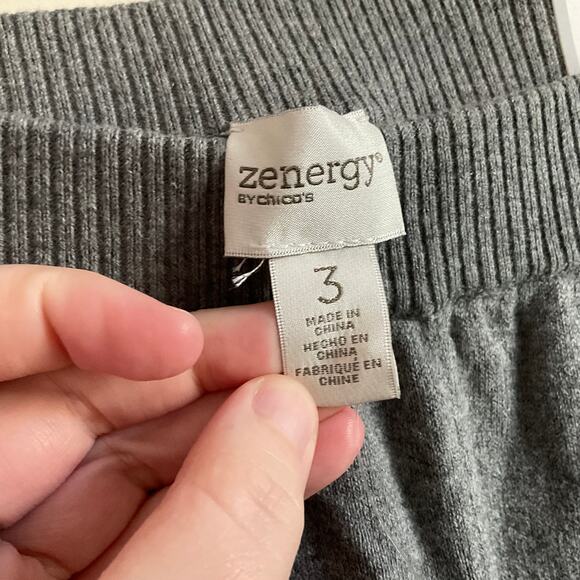 zenergy®
BY chico's
3
MADE IN
CHINA
HECHO EN
CHINA
FABRIQUÉ EN
CHINE